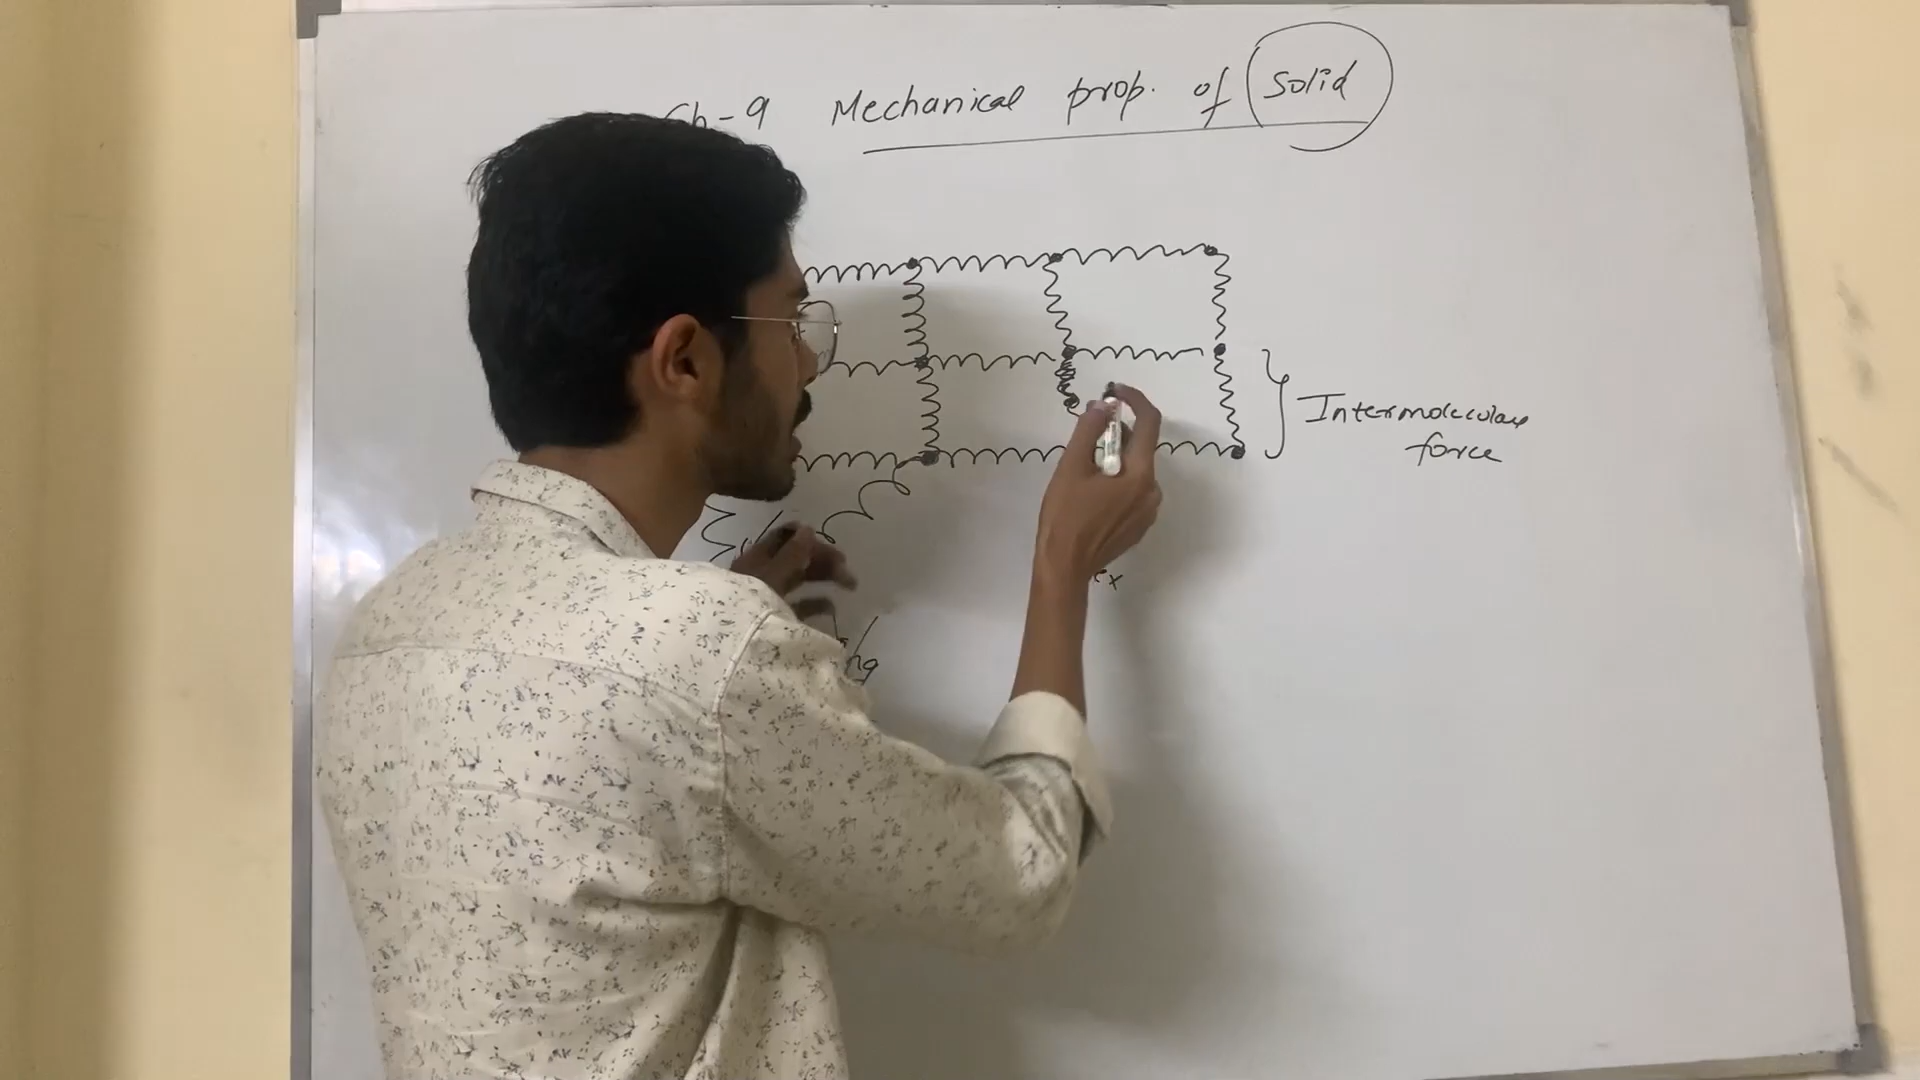 Ch-9 Mechanical prop. of Solid
Intermolecular
force